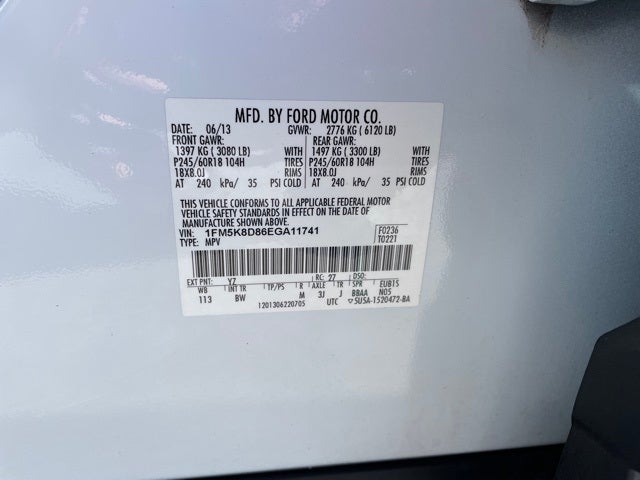 MFD. BY FORD MOTOR CO.
DATE: 06/13 GVWR: 2776 KG ( 6120 LB)
FRONT GAWR: REAR GAWR:
1397 KG ( 3080 LB) WITH 1497 KG ( 3300 LB) WITH
P245/60R18 104H TIRES P245/60R18 104H TIRES
18X8.0J RIMS 18X8.0J RIMS
AT 240 kPa/ 35 PSI COLD AT 240 kPa/ 35 PSI COLD
THIS VEHICLE CONFORMS TO ALL APPLICABLE FEDERAL MOTOR
VEHICLE SAFETY STANDARDS IN EFFECT ON THE DATE OF
MANUFACTURE SHOWN ABOVE.
VIN: 1FM5K8D86EGA11741 F0236
TYPE: MPV T0221
EXT PNT: Y7 RC: 27 DSO:
WB INT TR TP/PS R AXLE TR SPR EUB1S
113 BW M 3J J BBAA N05
1201306220705 UTC ▽5USA-1520472-BA